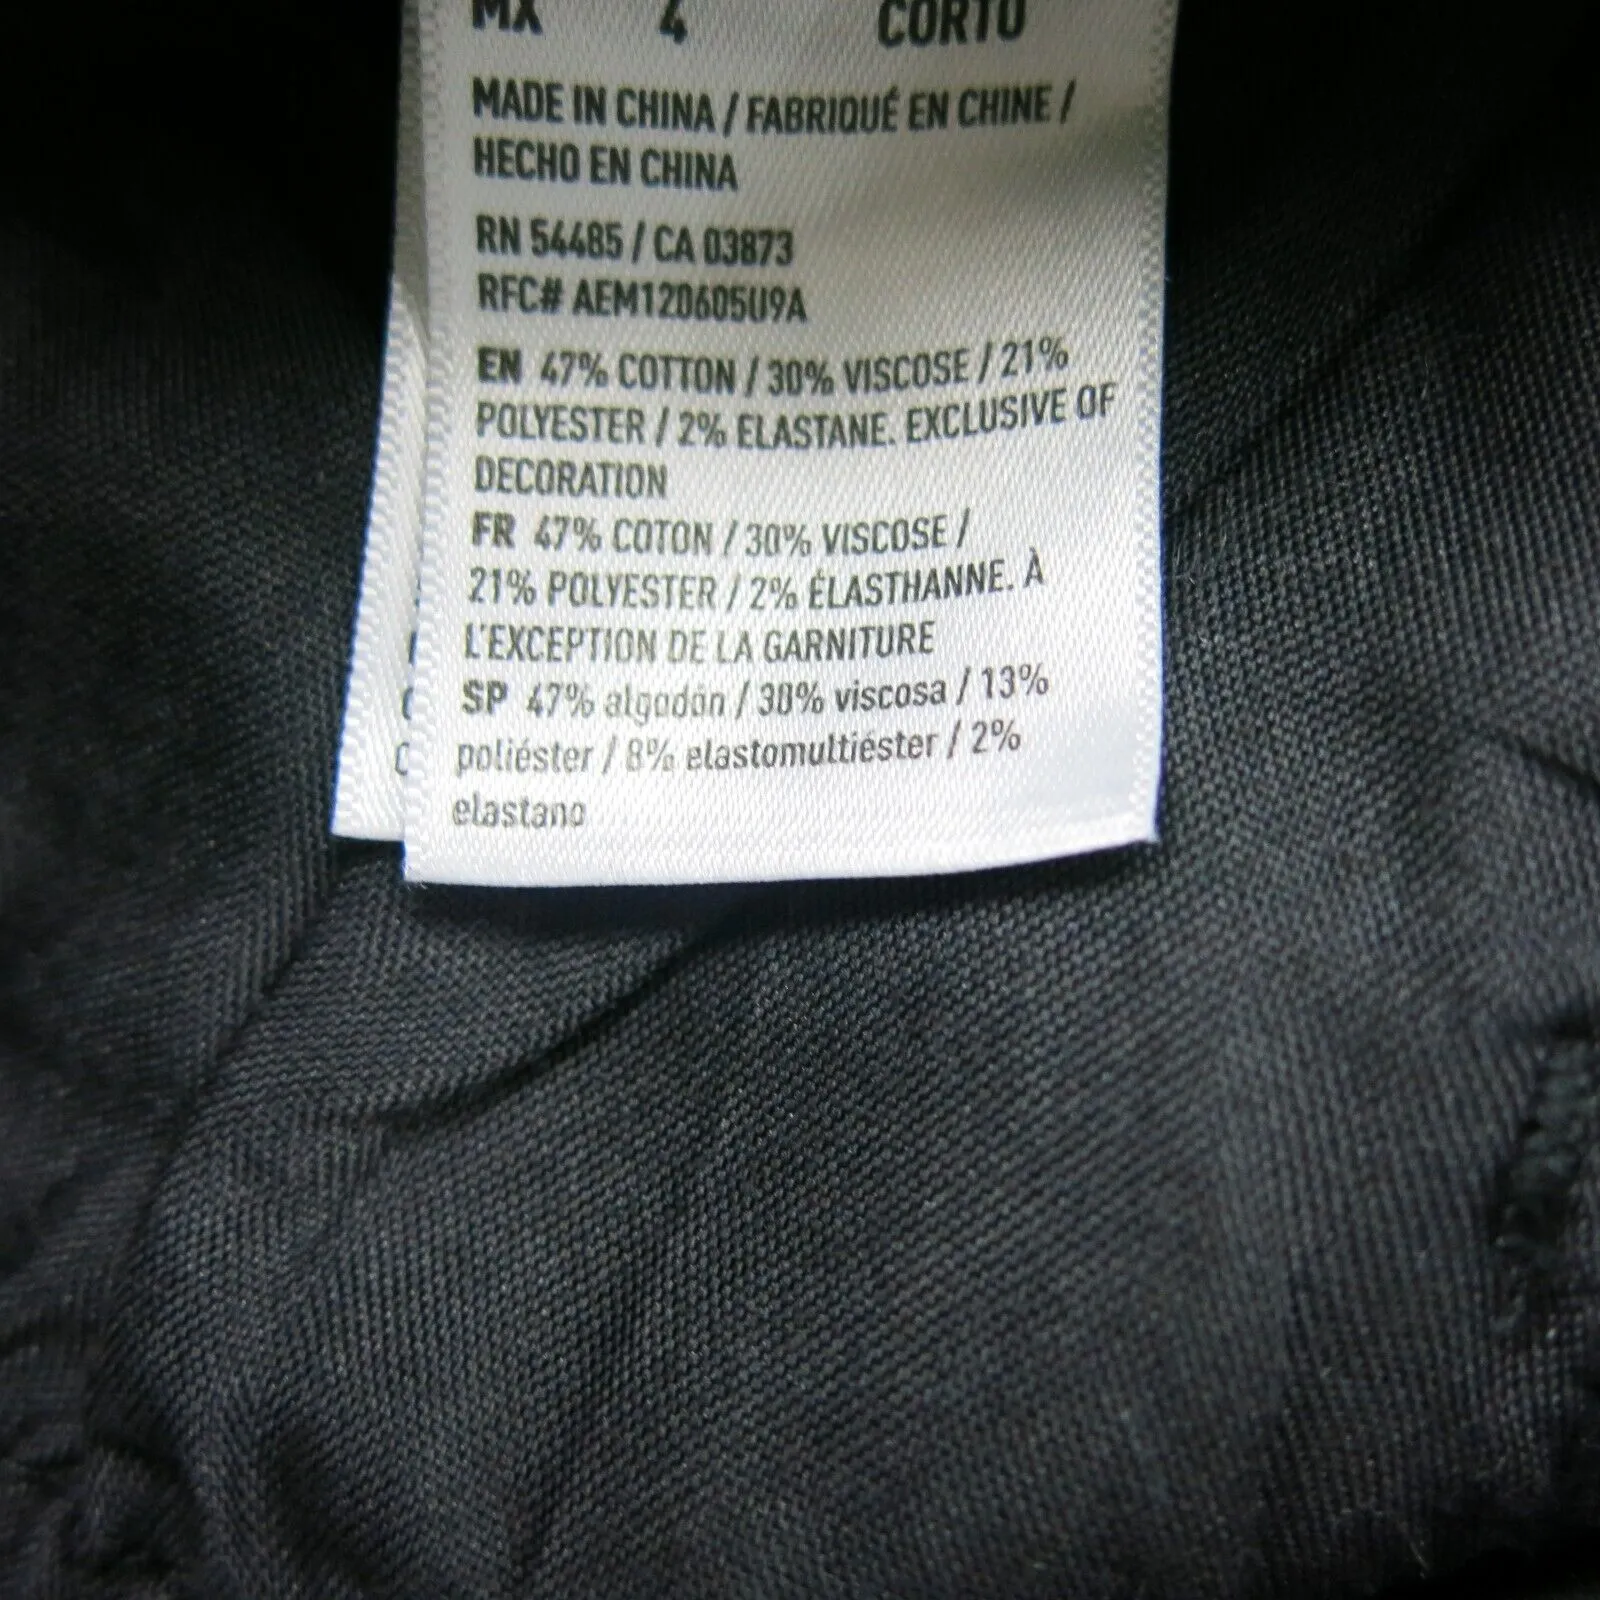 MX 4 CORTO
MADE IN CHINA / FABRIQUÉ EN CHINE /
HECHO EN CHINA
RN 54485 / CA 03873
RFC# AEM120605U9A
EN 47% COTTON / 30% VISCOSE / 21%
POLYESTER / 2% ELASTANE. EXCLUSIVE OF
DECORATION
FR 47% COTON / 30% VISCOSE /
21% POLYESTER / 2% ÉLASTHANNE. À
L'EXCEPTION DE LA GARNITURE
SP 47% algodón / 30% viscosa / 13%
poliéster / 8% elastomultiéster / 2%
elastano